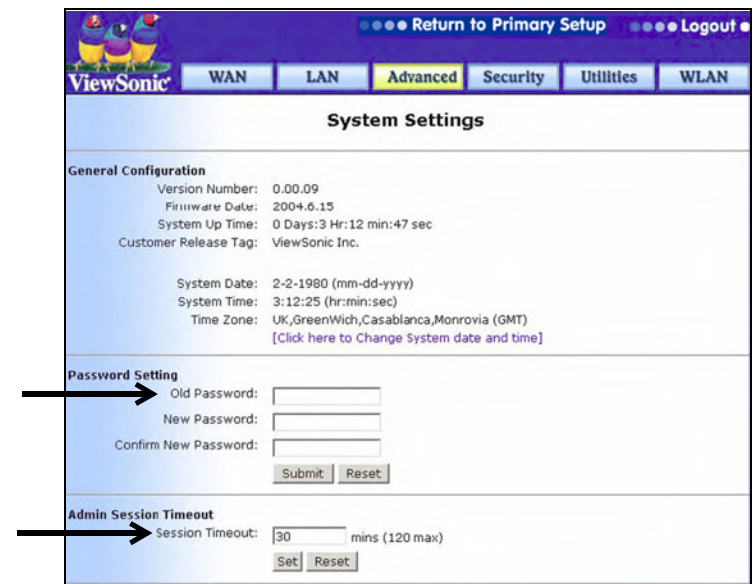 Return to Primary Setup Logout
ViewSonic® WAN LAN Advanced Security Utilities WLAN
System Settings
General Configuration
Version Number: 0.00.09
Firmware Date: 2004.6.15
System Up Time: 0 Days:3 Hr:12 min:47 sec
Customer Release Tag: ViewSonic Inc.
System Date: 2-2-1980 (mm-dd-yyyy)
System Time: 3:12:25 (hr:min:sec)
Time Zone: UK,GreenWich,Casablanca,Monrovia (GMT)
[Click here to Change System date and time]
Password Setting
Old Password:
New Password:
Confirm New Password:
Submit Reset
Admin Session Timeout
Session Timeout: 30 mins (120 max)
Set Reset